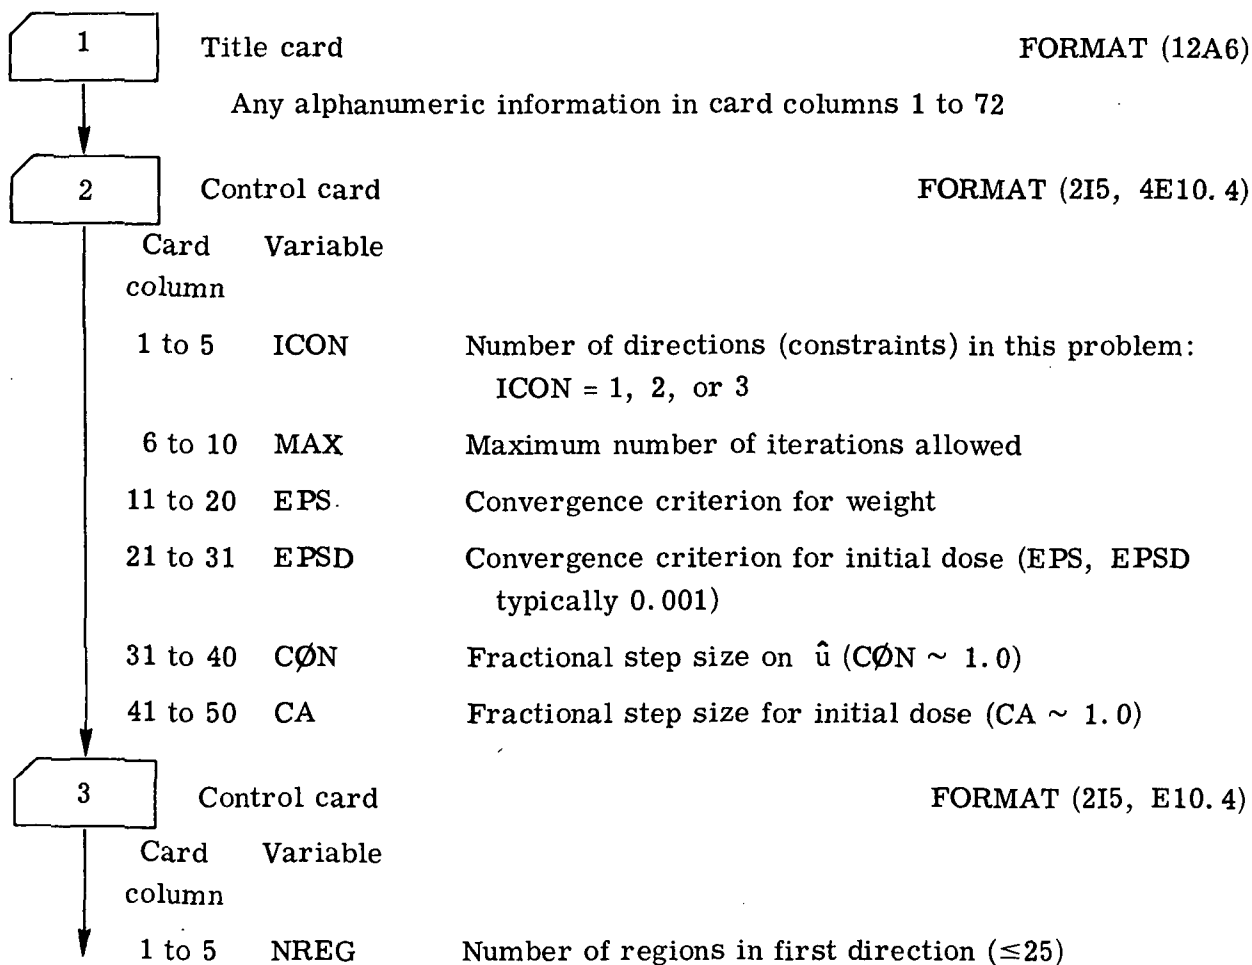 1 Title card FORMAT (12A6)
Any alphanumeric information in card columns 1 to 72
2 Control card FORMAT (2I5, 4E10.4)
Card Variable
column
1 to 5 ICON Number of directions (constraints) in this problem:
ICON = 1, 2, or 3
6 to 10 MAX Maximum number of iterations allowed
11 to 20 EPS Convergence criterion for weight
21 to 31 EPSD Convergence criterion for initial dose (EPS, EPSD
typically 0.001)
31 to 40 CØN Fractional step size on û (CØN ~ 1.0)
41 to 50 CA Fractional step size for initial dose (CA ~ 1.0)
3 Control card FORMAT (2I5, E10.4)
Card Variable
column
1 to 5 NREG Number of regions in first direction (≤25)